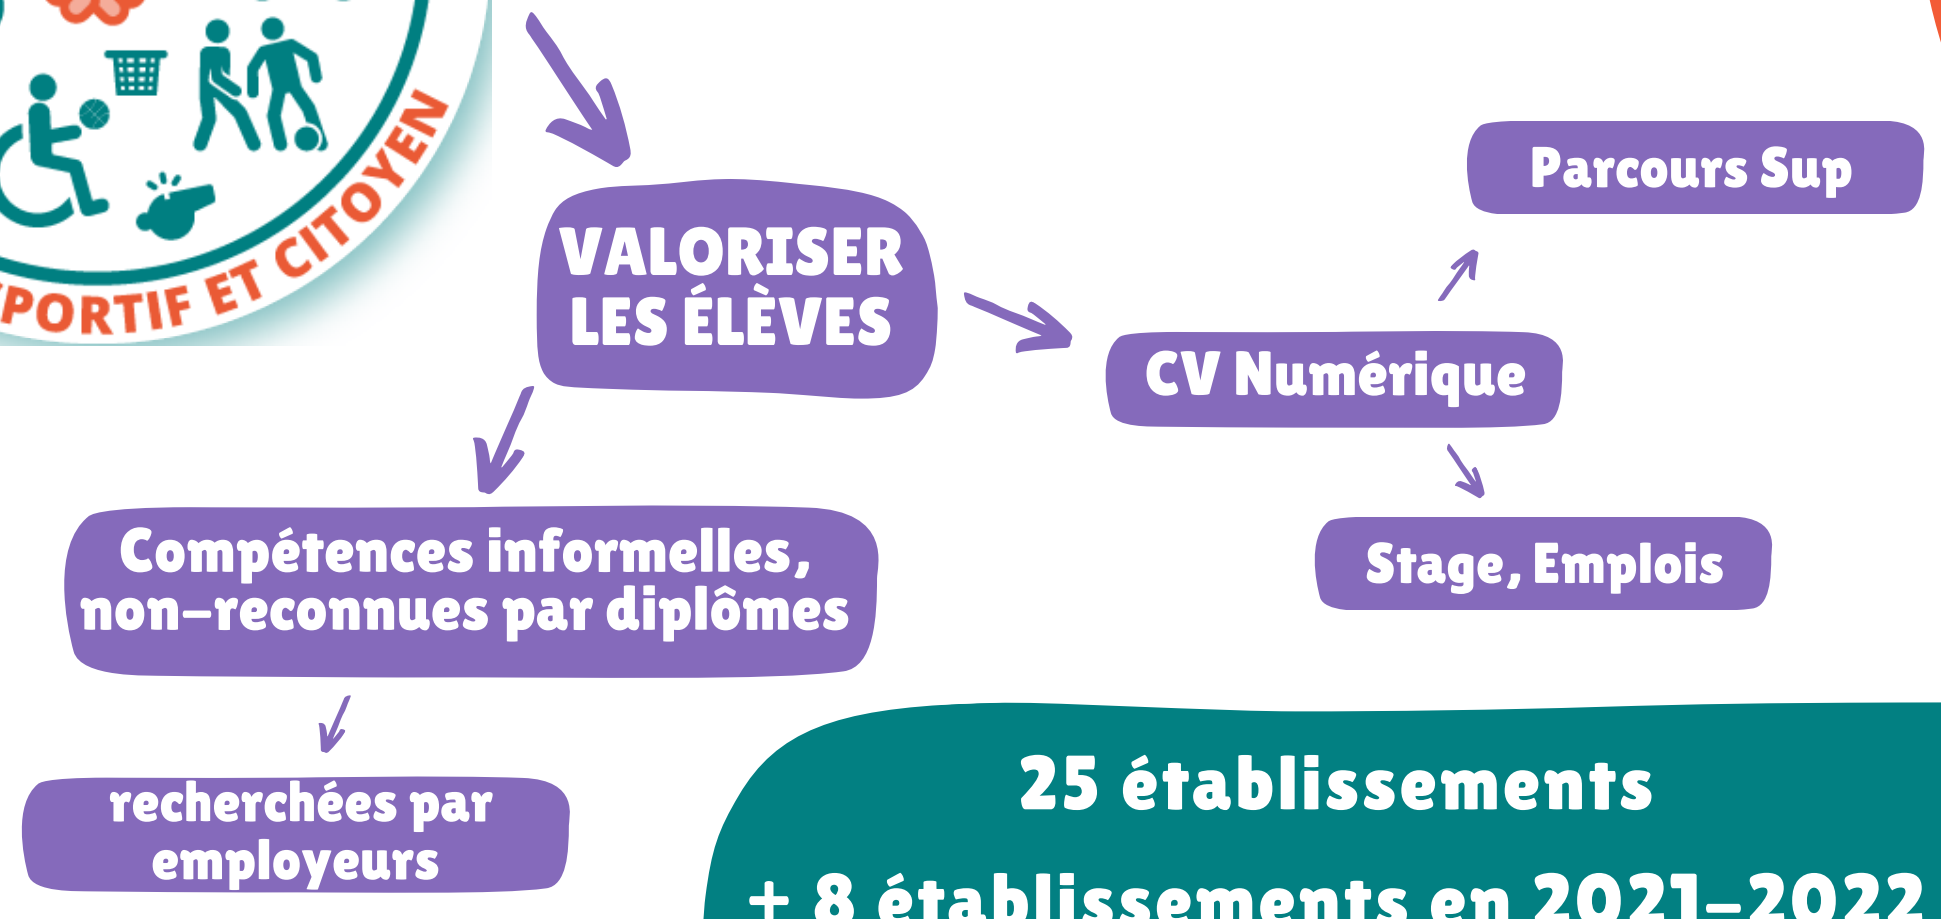 SPORTIF ET CITOYEN
VALORISER
LES ÉLÈVES
Parcours Sup
CV Numérique
Stage, Emplois
Compétences informelles,
non-reconnues par diplômes
recherchées par
employeurs
25 établissements
+ 8 établissements en 2021-2022